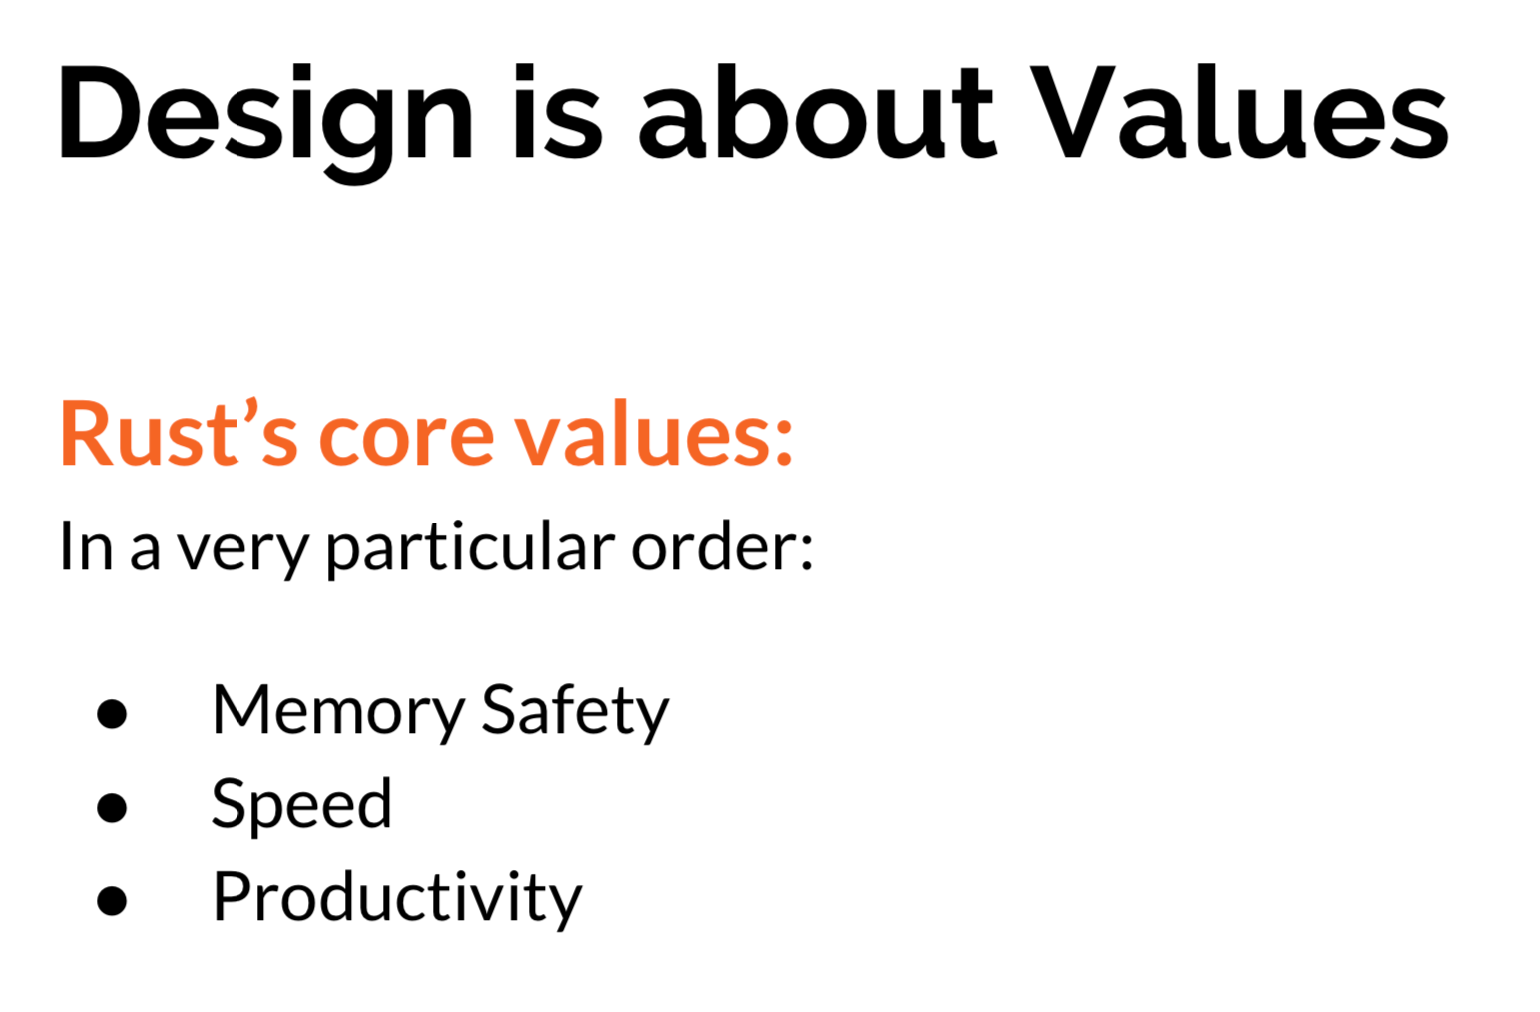 Design is about Values
Rust’s core values:
In a very particular order:
● Memory Safety
● Speed
● Productivity